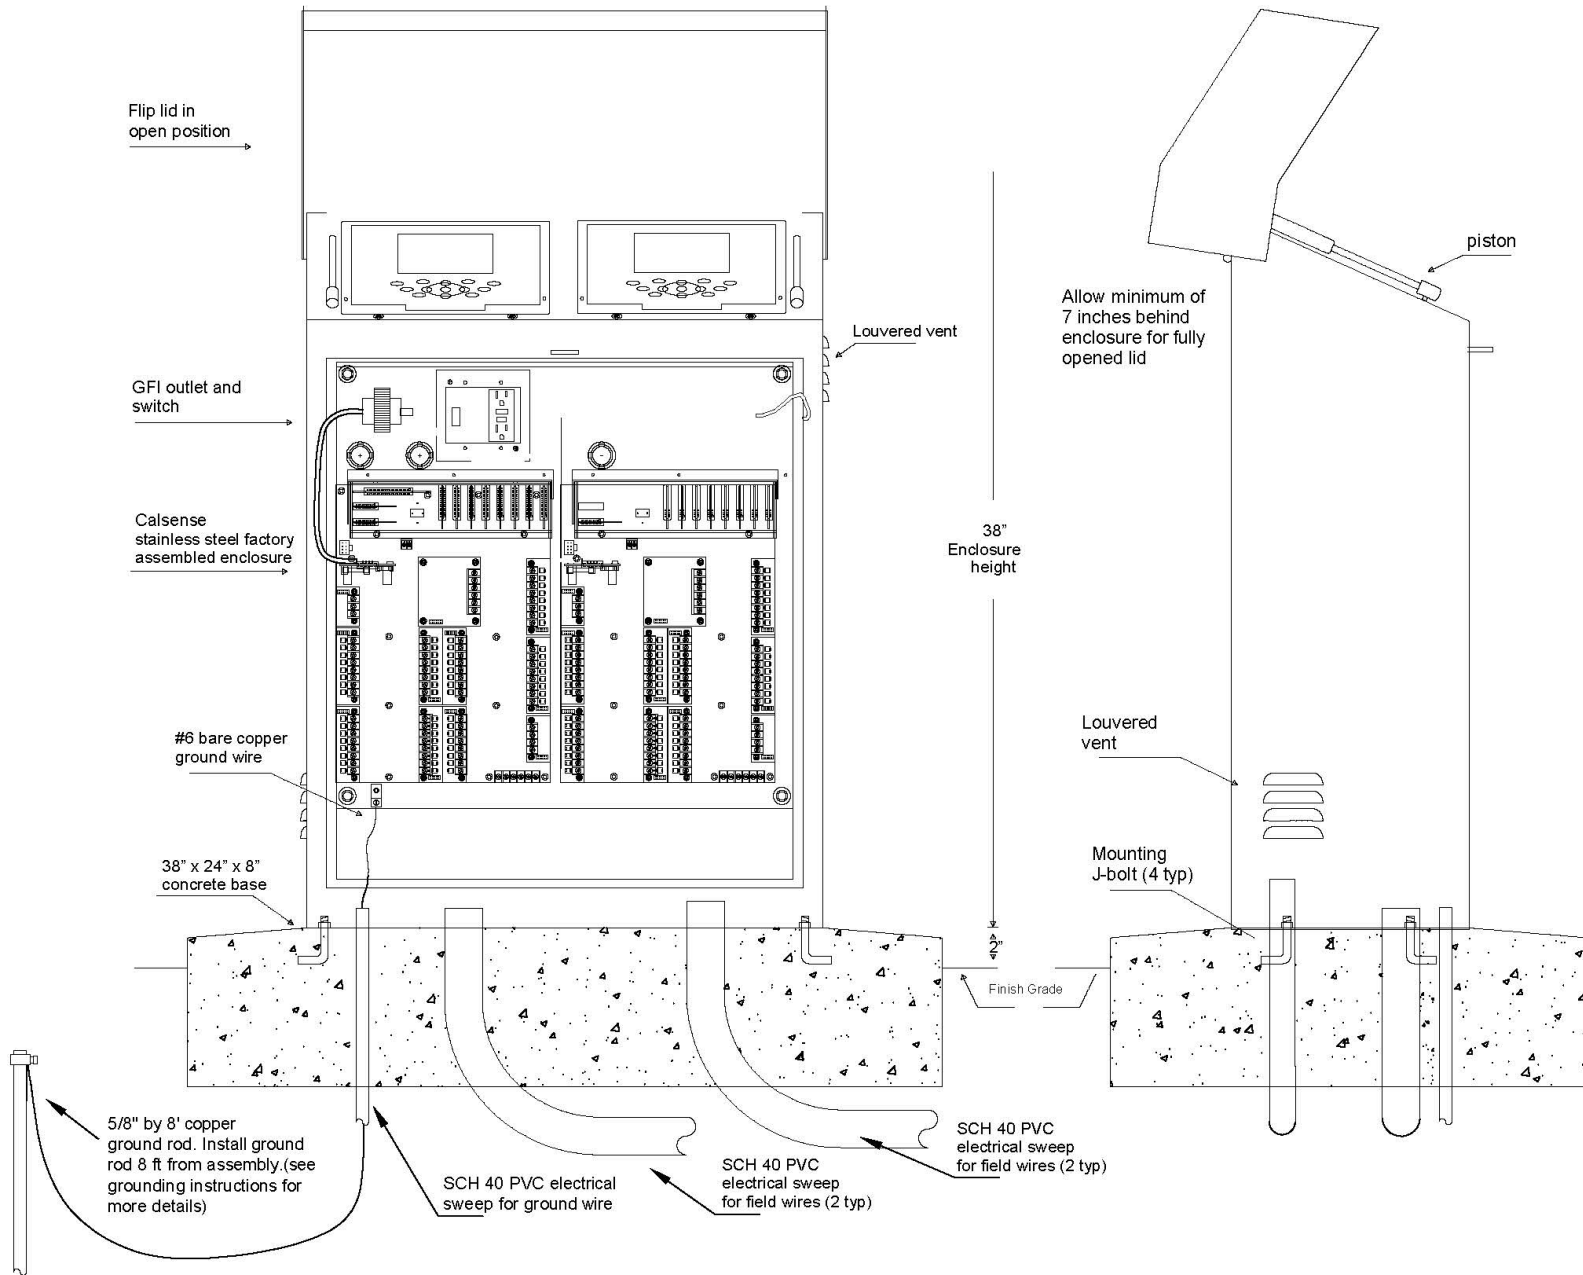 Flip lid in
open position
GFI outlet and
switch
Calsense
stainless steel factory
assembled enclosure
#6 bare copper
ground wire
38” x 24” x 8”
concrete base
5/8" by 8' copper
ground rod. Install ground
rod 8 ft from assembly.(see
grounding instructions for
more details)
SCH 40 PVC electrical
sweep for ground wire
SCH 40 PVC
electrical sweep
for field wires (2 typ)
SCH 40 PVC
electrical sweep
for field wires (2 typ)
Louvered vent
38”
Enclosure
height
2”
Finish Grade
piston
Allow minimum of
7 inches behind
enclosure for fully
opened lid
Louvered
vent
Mounting
J-bolt (4 typ)